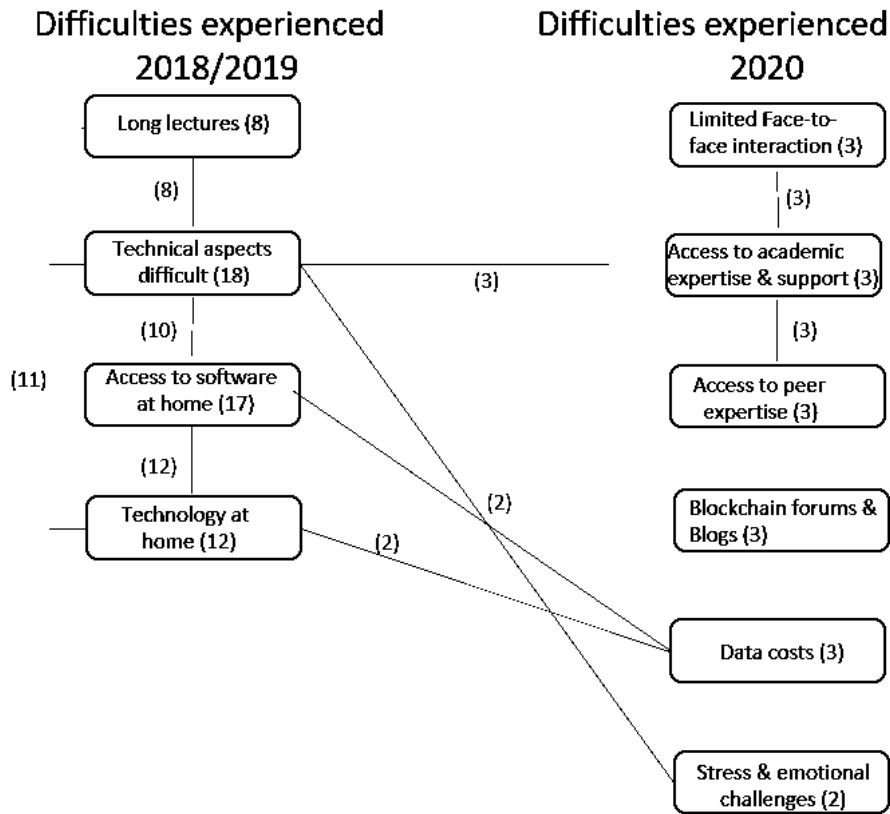 Difficulties experienced
2018/2019
Long lectures (8)
(8)
Technical aspects
difficult (18)
(3)
(10)
(11)
Access to software
at home (17)
(12)
(2)
Technology at
home (12)
(2)
Difficulties experienced
2020
Limited Face-to-
face interaction (3)
(3)
Access to academic
expertise & support (3)
(3)
Access to peer
expertise (3)
Blockchain forums &
Blogs (3)
Data costs (3)
Stress & emotional
challenges (2)